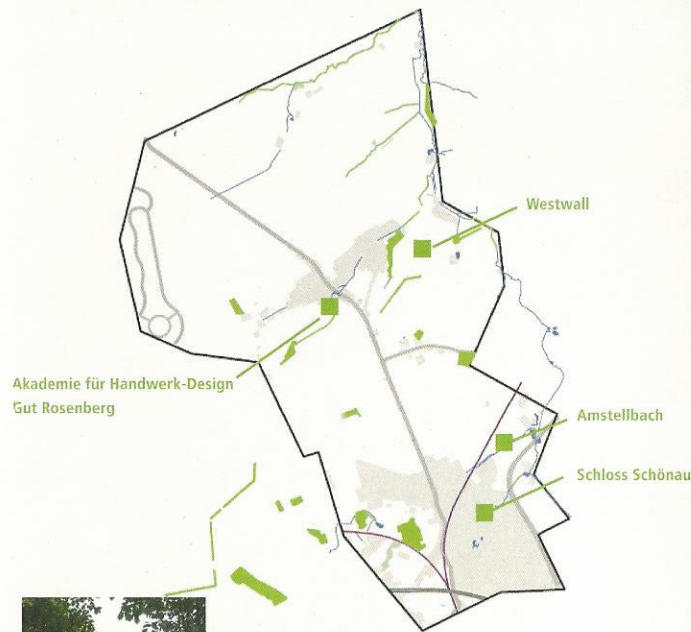 Westwall
Akademie für Handwerk-Design
Gut Rosenberg
Amstellbach
Schloss Schönau